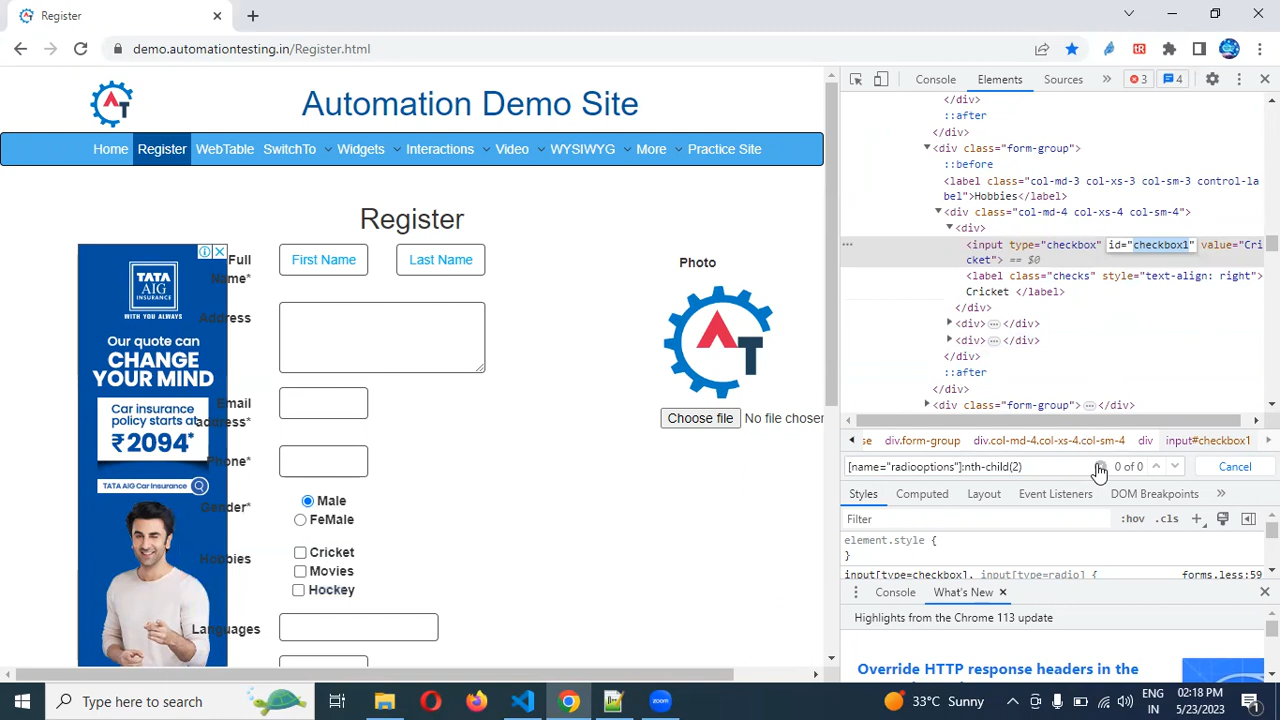 Register
demo.automationtesting.in/Register.html
Automation Demo Site
Home Register WebTable SwitchTo Widgets Interactions Video WYSIWYG More Practice Site
Register
Full Name*
First Name
Last Name
Address
Email address*
Phone*
Gender*
Male
FeMale
Hobbies
Cricket
Movies
Hockey
Languages
Photo
Choose file No file chosen
TATA
AIG
INSURANCE
WITH YOU ALWAYS
Our quote can
CHANGE
YOUR MIND
Car insurance
policy starts at
₹2094*
TATA AIG Car Insurance
Console Elements Sources » 3 4
</div>
::after
</div>
<div class="form-group">
::before
<label class="col-md-3 col-xs-3 col-sm-3 control-la
bel">Hobbies</label>
<div class="col-md-4 col-xs-4 col-sm-4">
<div>
<input type="checkbox" id="checkbox1" value="Cri
cket"> == $0
<label class="checks" style="text-align: right">
Cricket </label>
</div>
<div> … </div>
<div> … </div>
</div>
::after
</div>
<div class="form-group"> … </div>
se div.form-group div.col-md-4.col-xs-4.col-sm-4 div input#checkbox1
[name="radiooptions"]:nth-child(2) 0 of 0 Cancel
Styles Computed Layout Event Listeners DOM Breakpoints »
Filter :hov .cls
element.style {
}
input[type=checkbox], input[type=radio] { forms.less:59
Console What's New
Highlights from the Chrome 113 update
Override HTTP response headers in the
Type here to search
zoom
33°C Sunny
ENG
IN
02:18 PM
5/23/2023
1